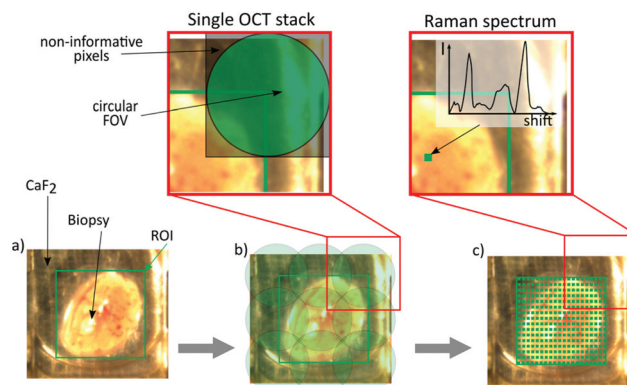 Single OCT stack
Raman spectrum
non-informative
pixels
circular
FOV
I
shift
CaF2
Biopsy
ROI
a)
b)
c)